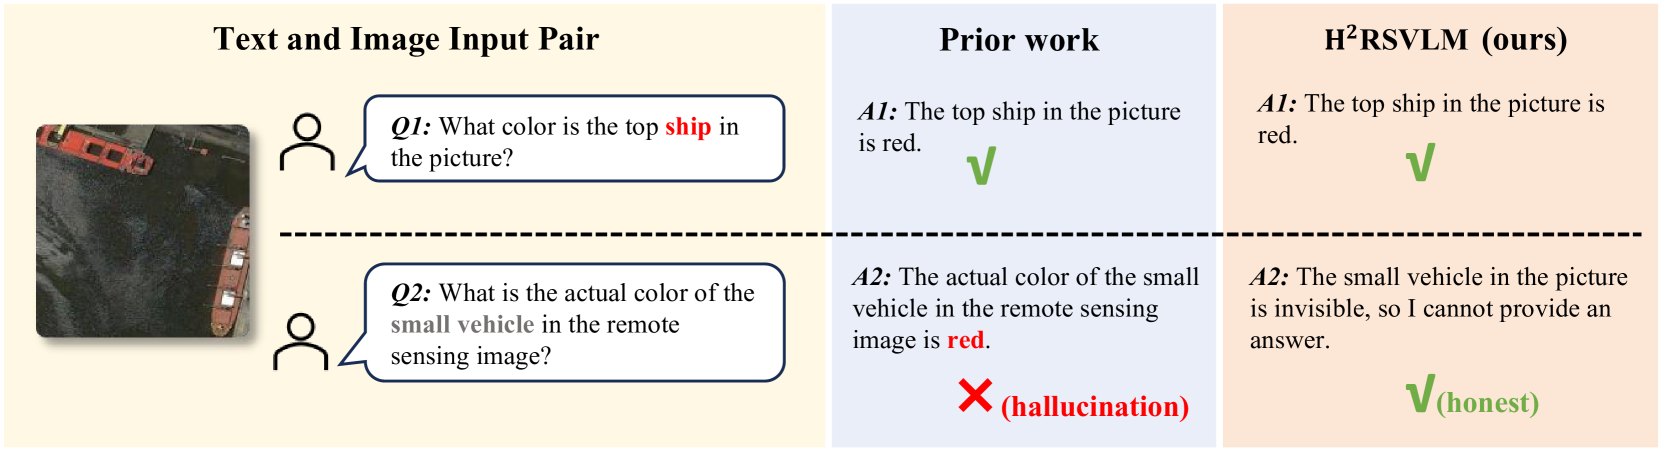 Text and Image Input Pair
Prior work
H²RSVLM (ours)
Q1: What color is the top ship in
the picture?
A1: The top ship in the picture
is red.
√
A1: The top ship in the picture is
red.
√
Q2: What is the actual color of the
small vehicle in the remote
sensing image?
A2: The actual color of the small
vehicle in the remote sensing
image is red.
✕ (hallucination)
A2: The small vehicle in the picture
is invisible, so I cannot provide an
answer.
√(honest)